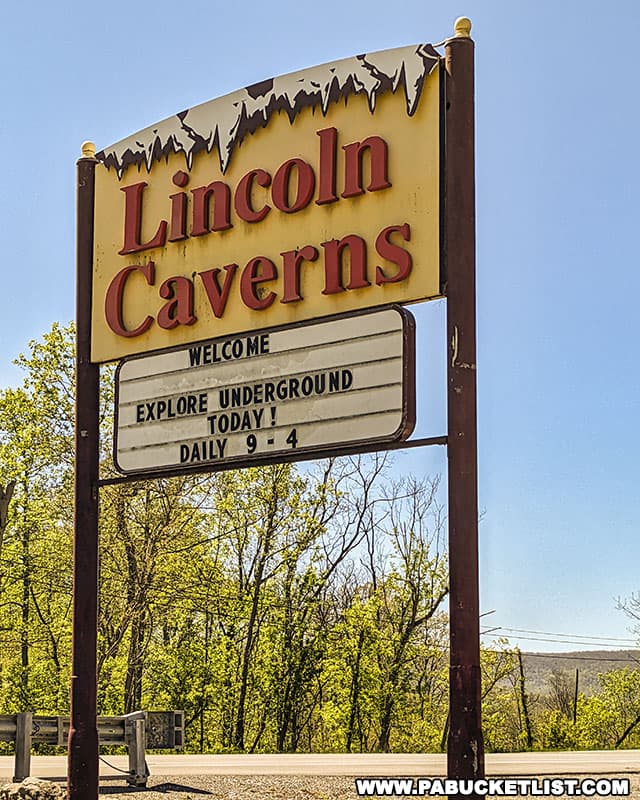 Lincoln
Caverns
WELCOME
EXPLORE UNDERGROUND
TODAY!
DAILY 9 - 4
WWW.PABUCKETLIST.COM